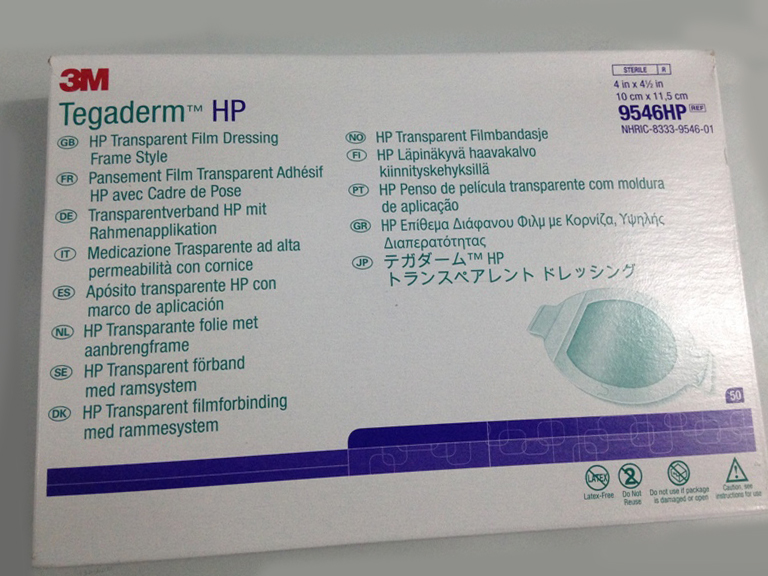 3M
Tegaderm™ HP
GB HP Transparent Film Dressing
Frame Style
FR Pansement Film Transparent Adhésif
HP avec Cadre de Pose
DE Transparentverband HP mit
Rahmenapplikation
IT Medicazione Trasparente ad alta
permeabilità con cornice
ES Apósito transparente HP con
marco de aplicación
NL HP Transparante folie met
aanbrengframe
SE HP Transparent förband
med ramsystem
DK HP Transparent filmforbinding
med rammesystem
NO HP Transparent Filmbandasje
FI HP Läpinäkyvä haavakalvo
kiinnityskehyksillä
PT HP Penso de película transparente com moldura
de aplicação
GR HP Επίθεμα Διάφανου Φιλμ με Κορνίζα, Υψηλής
Διαπερατότητας
JP テガダーム™ HP
トランスペアレント ドレッシング
STERILE R
4 in x 4½ in
10 cm x 11,5 cm
9546HP REF
NHRIC-8333-9546-01
50
LATEX
Latex-Free
2
Do Not
Reuse
Do not use if package
is damaged or open
Caution, see
instructions for use